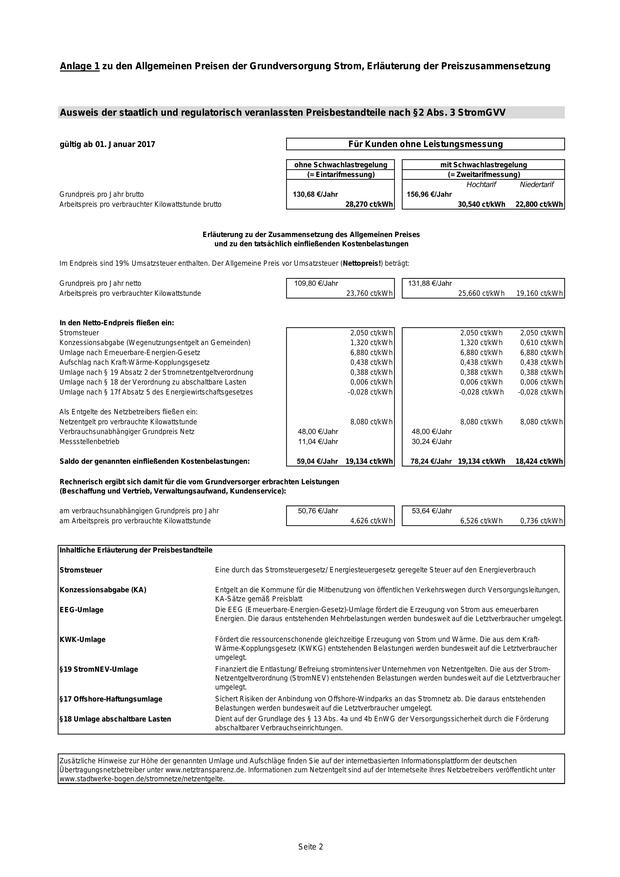 Anlage 1 zu den Allgemeinen Preisen der Grundversorgung Strom, Erläuterung der Preiszusammensetzung
Ausweis der staatlich und regulatorisch veranlassten Preisbestandteile nach §2 Abs. 3 StromGVV
gültig ab 01. Januar 2017 Für Kunden ohne Leistungsmessung
ohne Schwachlastregelung mit Schwachlastregelung
(= Eintarifmessung) (= Zweitarifmessung)
Hochtarif Niedertarif
Grundpreis pro Jahr brutto 130,68 €/Jahr 156,96 €/Jahr
Arbeitspreis pro verbrauchter Kilowattstunde brutto 28,270 ct/kWh 30,540 ct/kWh 22,800 ct/kWh
Erläuterung zu der Zusammensetzung des Allgemeinen Preises
und zu den tatsächlich einfließenden Kostenbelastungen
Im Endpreis sind 19% Umsatzsteuer enthalten. Der Allgemeine Preis vor Umsatzsteuer (Nettopreis!) beträgt:
Grundpreis pro Jahr netto 109,80 €/Jahr 131,88 €/Jahr
Arbeitspreis pro verbrauchter Kilowattstunde 23,760 ct/kWh 25,660 ct/kWh 19,160 ct/kWh
In den Netto-Endpreis fließen ein:
Stromsteuer 2,050 ct/kWh 2,050 ct/kWh 2,050 ct/kWh
Konzessionsabgabe (Wegenutzungsentgelt an Gemeinden) 1,320 ct/kWh 1,320 ct/kWh 0,610 ct/kWh
Umlage nach Erneuerbare-Energien-Gesetz 6,880 ct/kWh 6,880 ct/kWh 6,880 ct/kWh
Aufschlag nach Kraft-Wärme-Kopplungsgesetz 0,438 ct/kWh 0,438 ct/kWh 0,438 ct/kWh
Umlage nach § 19 Absatz 2 der Stromnetzentgeltverordnung 0,388 ct/kWh 0,388 ct/kWh 0,388 ct/kWh
Umlage nach § 18 der Verordnung zu abschaltbare Lasten 0,006 ct/kWh 0,006 ct/kWh 0,006 ct/kWh
Umlage nach § 17f Absatz 5 des Energiewirtschaftsgesetzes -0,028 ct/kWh -0,028 ct/kWh -0,028 ct/kWh
Als Entgelte des Netzbetreibers fließen ein:
Netzentgelt pro verbrauchte Kilowattstunde 8,080 ct/kWh 8,080 ct/kWh 8,080 ct/kWh
Verbrauchsunabhängiger Grundpreis Netz 48,00 €/Jahr 48,00 €/Jahr
Messstellenbetrieb 11,04 €/Jahr 30,24 €/Jahr
Saldo der genannten einfließenden Kostenbelastungen: 59,04 €/Jahr 19,134 ct/kWh 78,24 €/Jahr 19,134 ct/kWh 18,424 ct/kWh
Rechnerisch ergibt sich damit für die vom Grundversorger erbrachten Leistungen
(Beschaffung und Vertrieb, Verwaltungsaufwand, Kundenservice):
am verbrauchsunabhängigen Grundpreis pro Jahr 50,76 €/Jahr 53,64 €/Jahr
am Arbeitspreis pro verbrauchte Kilowattstunde 4,626 ct/kWh 6,526 ct/kWh 0,736 ct/kWh
Inhaltliche Erläuterung der Preisbestandteile
Stromsteuer Eine durch das Stromsteuergesetz/ Energiesteuergesetz geregelte Steuer auf den Energieverbrauch
Konzessionsabgabe (KA) Entgelt an die Kommune für die Mitbenutzung von öffentlichen Verkehrswegen durch Versorgungsleitungen,
KA-Sätze gemäß Preisblatt
EEG-Umlage Die EEG (Erneuerbare-Energien-Gesetz)-Umlage fördert die Erzeugung von Strom aus erneuerbaren
Energien. Die daraus entstehenden Mehrbelastungen werden bundesweit auf die Letztverbraucher umgelegt.
KWK-Umlage Fördert die ressourcenschonende gleichzeitige Erzeugung von Strom und Wärme. Die aus dem Kraft-
Wärme-Kopplungsgesetz (KWKG) entstehenden Belastungen werden bundesweit auf die Letztverbraucher
umgelegt.
§19 StromNEV-Umlage Finanziert die Entlastung/ Befreiung stromintensiver Unternehmen von Netzentgelten. Die aus der Strom-
Netzentgeltverordnung (StromNEV) entstehenden Belastungen werden bundesweit auf die Letztverbraucher
umgelegt.
§17 Offshore-Haftungsumlage Sichert Risiken der Anbindung von Offshore-Windparks an das Stromnetz ab. Die daraus entstehenden
Belastungen werden bundesweit auf die Letztverbraucher umgelegt.
§18 Umlage abschaltbare Lasten Dient auf der Grundlage des § 13 Abs. 4a und 4b EnWG der Versorgungssicherheit durch die Förderung
abschaltbarer Verbrauchseinrichtungen.
Zusätzliche Hinweise zur Höhe der genannten Umlage und Aufschläge finden Sie auf der internetbasierten Informationsplattform der deutschen
Übertragungsnetzbetreiber unter www.netztransparenz.de. Informationen zum Netzentgelt sind auf der Internetseite Ihres Netzbetreibers veröffentlicht unter
www.stadtwerke-bogen.de/stromnetze/netzentgelte.
Seite 2